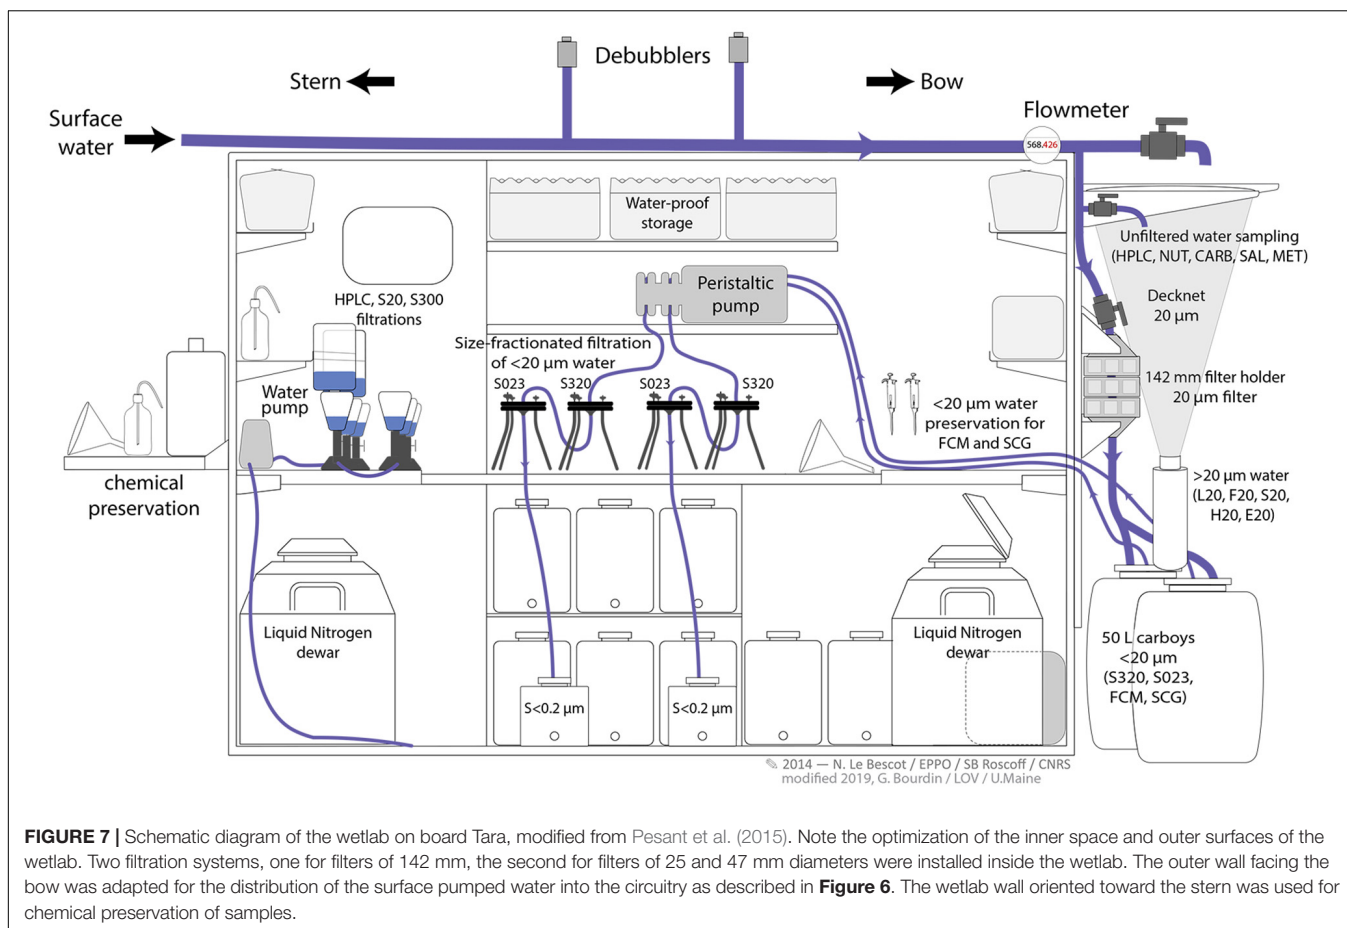 Debubblers
Stern
Bow
Surface
water
Flowmeter
568.426
Water-proof
storage
Unfiltered water sampling
(HPLC, NUT, CARB, SAL, MET)
HPLC, S20, S300
filtrations
Peristaltic
pump
Decknet
20 µm
Size-fractionated filtration
of <20 µm water
S023
S320
S023
S320
Water
pump
142 mm filter holder
20 µm filter
<20 µm water
preservation for
FCM and SCG
chemical
preservation
>20 µm water
(L20, F20, S20,
H20, E20)
Liquid Nitrogen
dewar
Liquid Nitrogen
dewar
50 L carboys
<20 µm
(S320, S023,
FCM, SCG)
S<0.2 µm
S<0.2 µm
✎ 2014 — N. Le Bescot / EPPO / SB Roscoff / CNRS
modified 2019, G. Bourdin / LOV / U.Maine
FIGURE 7 | Schematic diagram of the wetlab on board Tara, modified from Pesant et al. (2015). Note the optimization of the inner space and outer surfaces of the
wetlab. Two filtration systems, one for filters of 142 mm, the second for filters of 25 and 47 mm diameters were installed inside the wetlab. The outer wall facing the
bow was adapted for the distribution of the surface pumped water into the circuitry as described in Figure 6. The wetlab wall oriented toward the stern was used for
chemical preservation of samples.